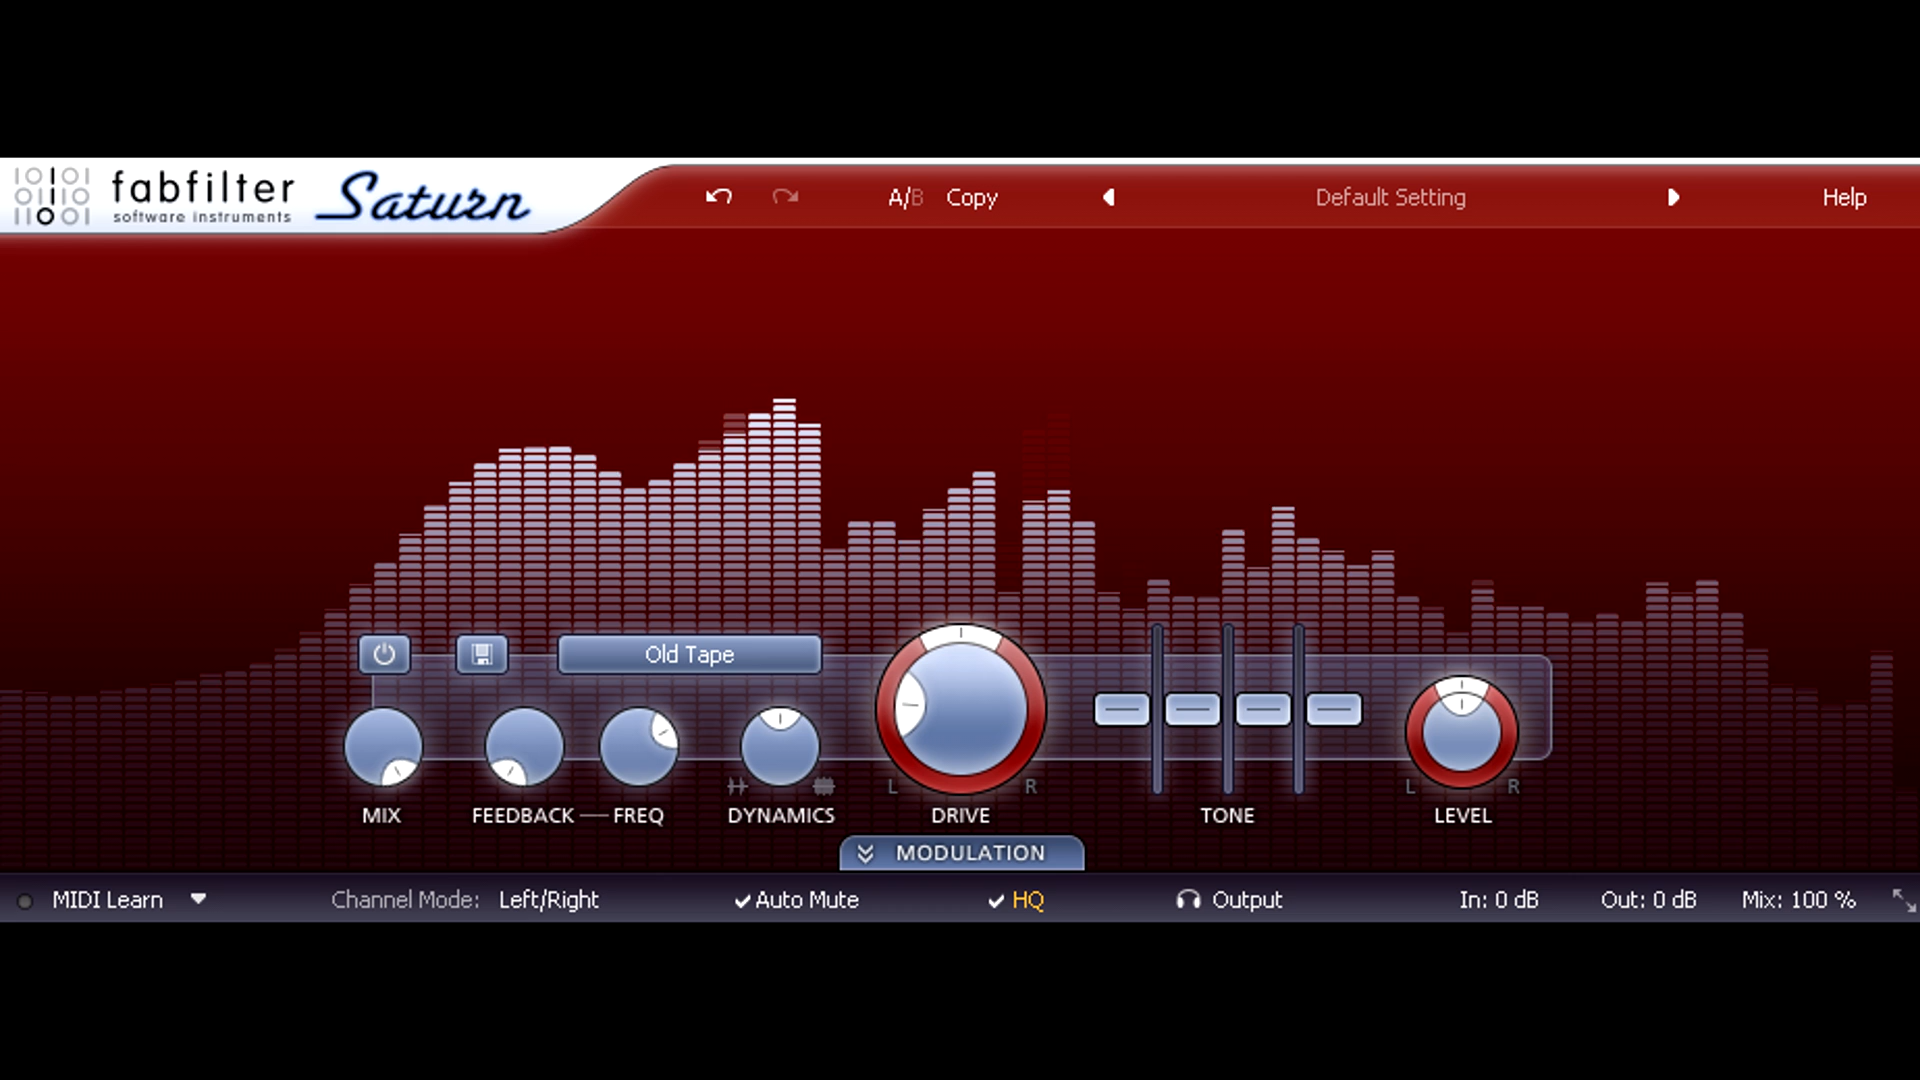 fabfilter
software instruments
Saturn
A/B Copy
Default Setting
Help
Old Tape
MIX
FEEDBACK
FREQ
DYNAMICS
L
DRIVE
R
TONE
L
LEVEL
R
MODULATION
MIDI Learn
Channel Mode: Left/Right
Auto Mute
HQ
Output
In: 0 dB
Out: 0 dB
Mix: 100 %